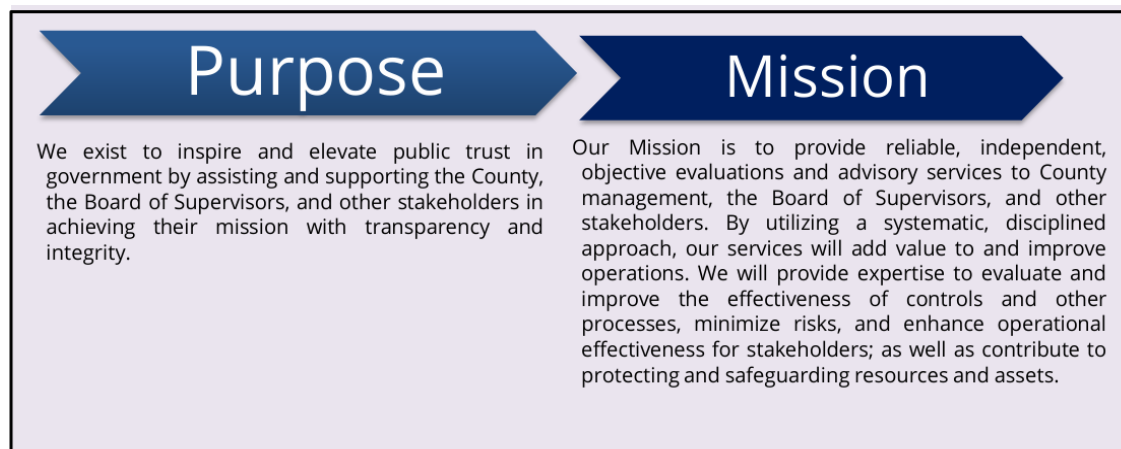 Purpose
We exist to inspire and elevate public trust in
government by assisting and supporting the County,
the Board of Supervisors, and other stakeholders in
achieving their mission with transparency and
integrity.
Mission
Our Mission is to provide reliable, independent,
objective evaluations and advisory services to County
management, the Board of Supervisors, and other
stakeholders. By utilizing a systematic, disciplined
approach, our services will add value to and improve
operations. We will provide expertise to evaluate and
improve the effectiveness of controls and other
processes, minimize risks, and enhance operational
effectiveness for stakeholders; as well as contribute to
protecting and safeguarding resources and assets.